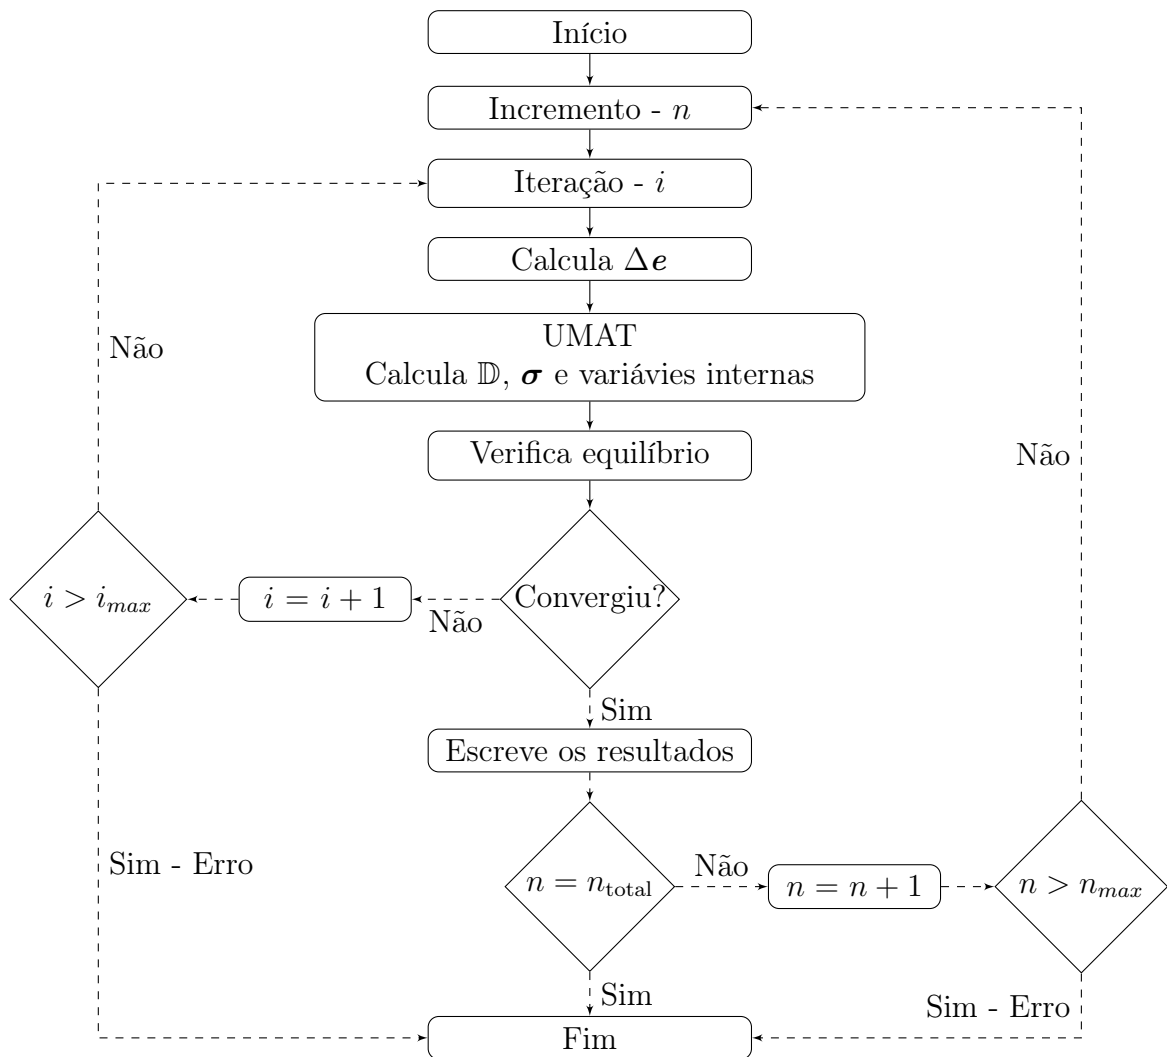 Início
Incremento - n
Iteração - i
Calcula Δe
Não
UMAT
Calcula 𝔻, σ e variávies internas
Verifica equilíbrio
Não
i > i_max
i = i + 1
Não
Convergiu?
Sim
Escreve os resultados
Sim - Erro
n = n_total
Não
n = n + 1
n > n_max
Sim
Sim - Erro
Fim